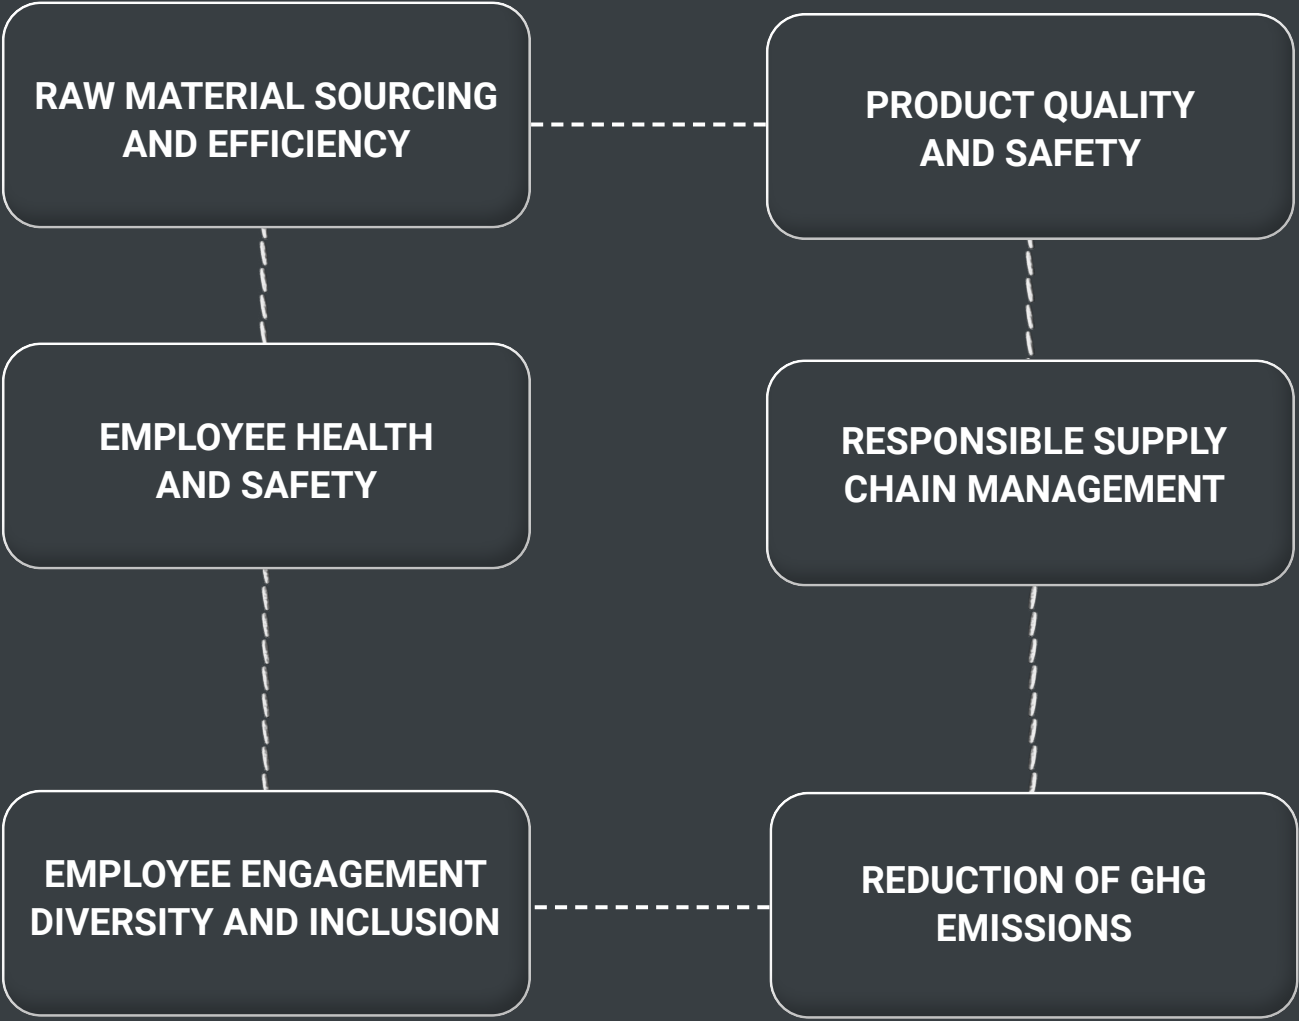 RAW MATERIAL SOURCING
AND EFFICIENCY
PRODUCT QUALITY
AND SAFETY
EMPLOYEE HEALTH
AND SAFETY
RESPONSIBLE SUPPLY
CHAIN MANAGEMENT
EMPLOYEE ENGAGEMENT
DIVERSITY AND INCLUSION
REDUCTION OF GHG
EMISSIONS